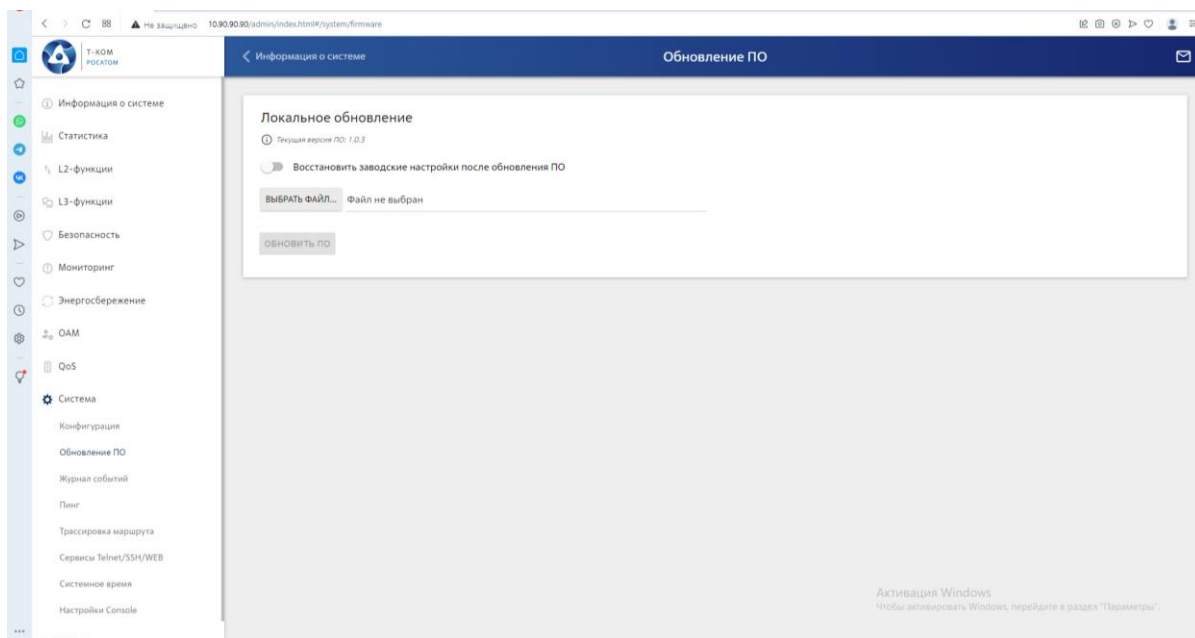 88 Не защищено 10.90.90.90/admin/index.html#/system/firmware
Т-КОМ
РОСАТОМ
Информация о системе
Обновление ПО
Информация о системе
Статистика
L2-функции
L3-функции
Безопасность
Мониторинг
Энергосбережение
OAM
QoS
Система
Конфигурация
Обновление ПО
Журнал событий
Пинг
Трассировка маршрута
Сервисы Telnet/SSH/WEB
Системное время
Настройки Console
Локальное обновление
Текущая версия ПО: 1.0.3
Восстановить заводские настройки после обновления ПО
ВЫБРАТЬ ФАЙЛ... Файл не выбран
ОБНОВИТЬ ПО
Активация Windows
Чтобы активировать Windows, перейдите в раздел "Параметры".